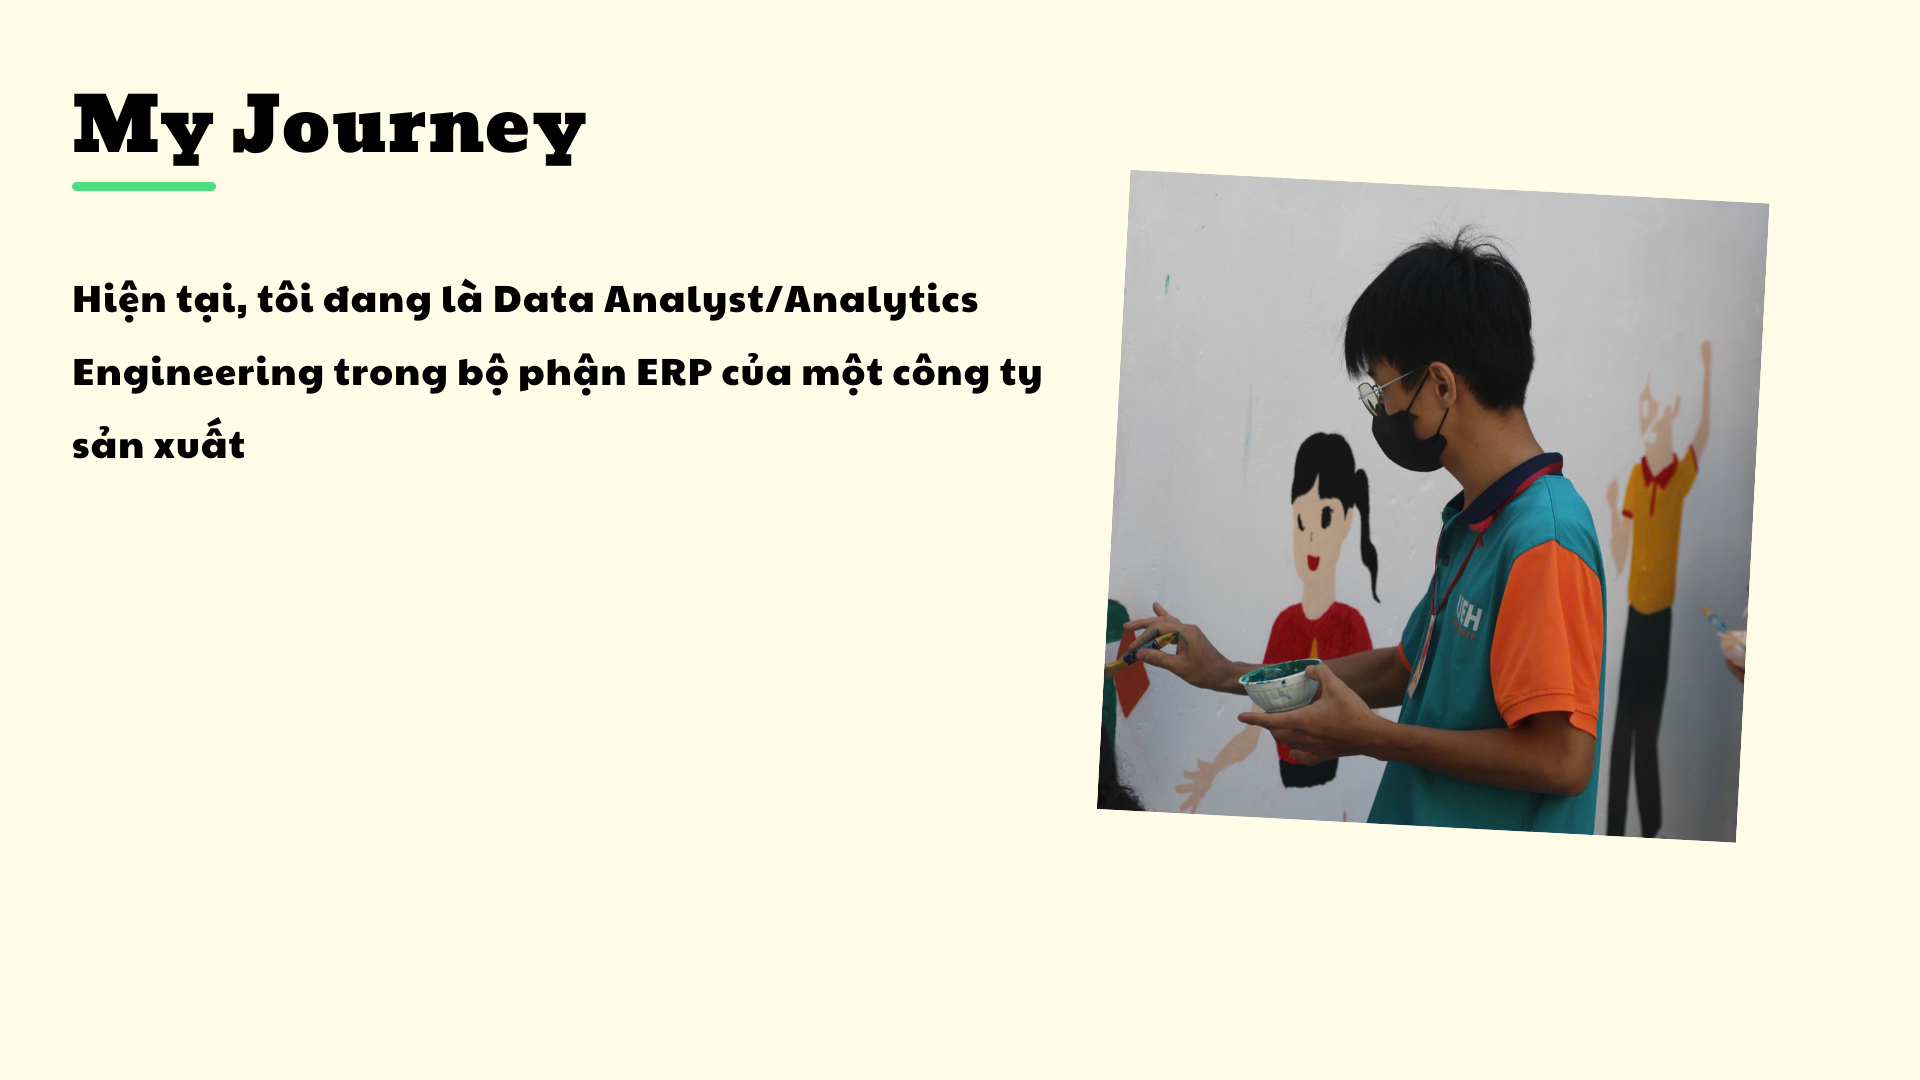 My Journey
Hiện tại, tôi đang là Data Analyst/Analytics
Engineering trong bộ phận ERP của một công ty
sản xuất
UEH